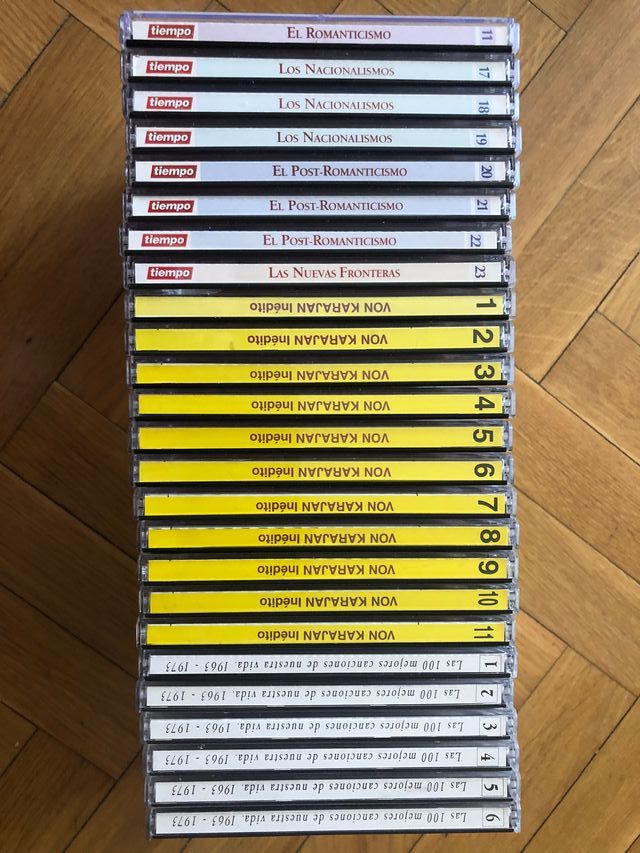 tiempo EL ROMANTICISMO 11
tiempo LOS NACIONALISMOS 17
tiempo LOS NACIONALISMOS 18
tiempo LOS NACIONALISMOS 19
tiempo EL POST-ROMANTICISMO 20
tiempo EL POST-ROMANTICISMO 21
tiempo EL POST-ROMANTICISMO 22
tiempo LAS NUEVAS FRONTERAS 23
VON KARAJAN Inédito 1
VON KARAJAN Inédito 2
VON KARAJAN Inédito 3
VON KARAJAN Inédito 4
VON KARAJAN Inédito 5
VON KARAJAN Inédito 6
VON KARAJAN Inédito 7
VON KARAJAN Inédito 8
VON KARAJAN Inédito 9
VON KARAJAN Inédito 10
VON KARAJAN Inédito 11
1 Las 100 mejores canciones de nuestra vida. 1963 - 1973
2 Las 100 mejores canciones de nuestra vida. 1963 - 1973
3 Las 100 mejores canciones de nuestra vida. 1963 - 1973
4 Las 100 mejores canciones de nuestra vida. 1963 - 1973
5 Las 100 mejores canciones de nuestra vida. 1963 - 1973
6 Las 100 mejores canciones de nuestra vida. 1963 - 1973